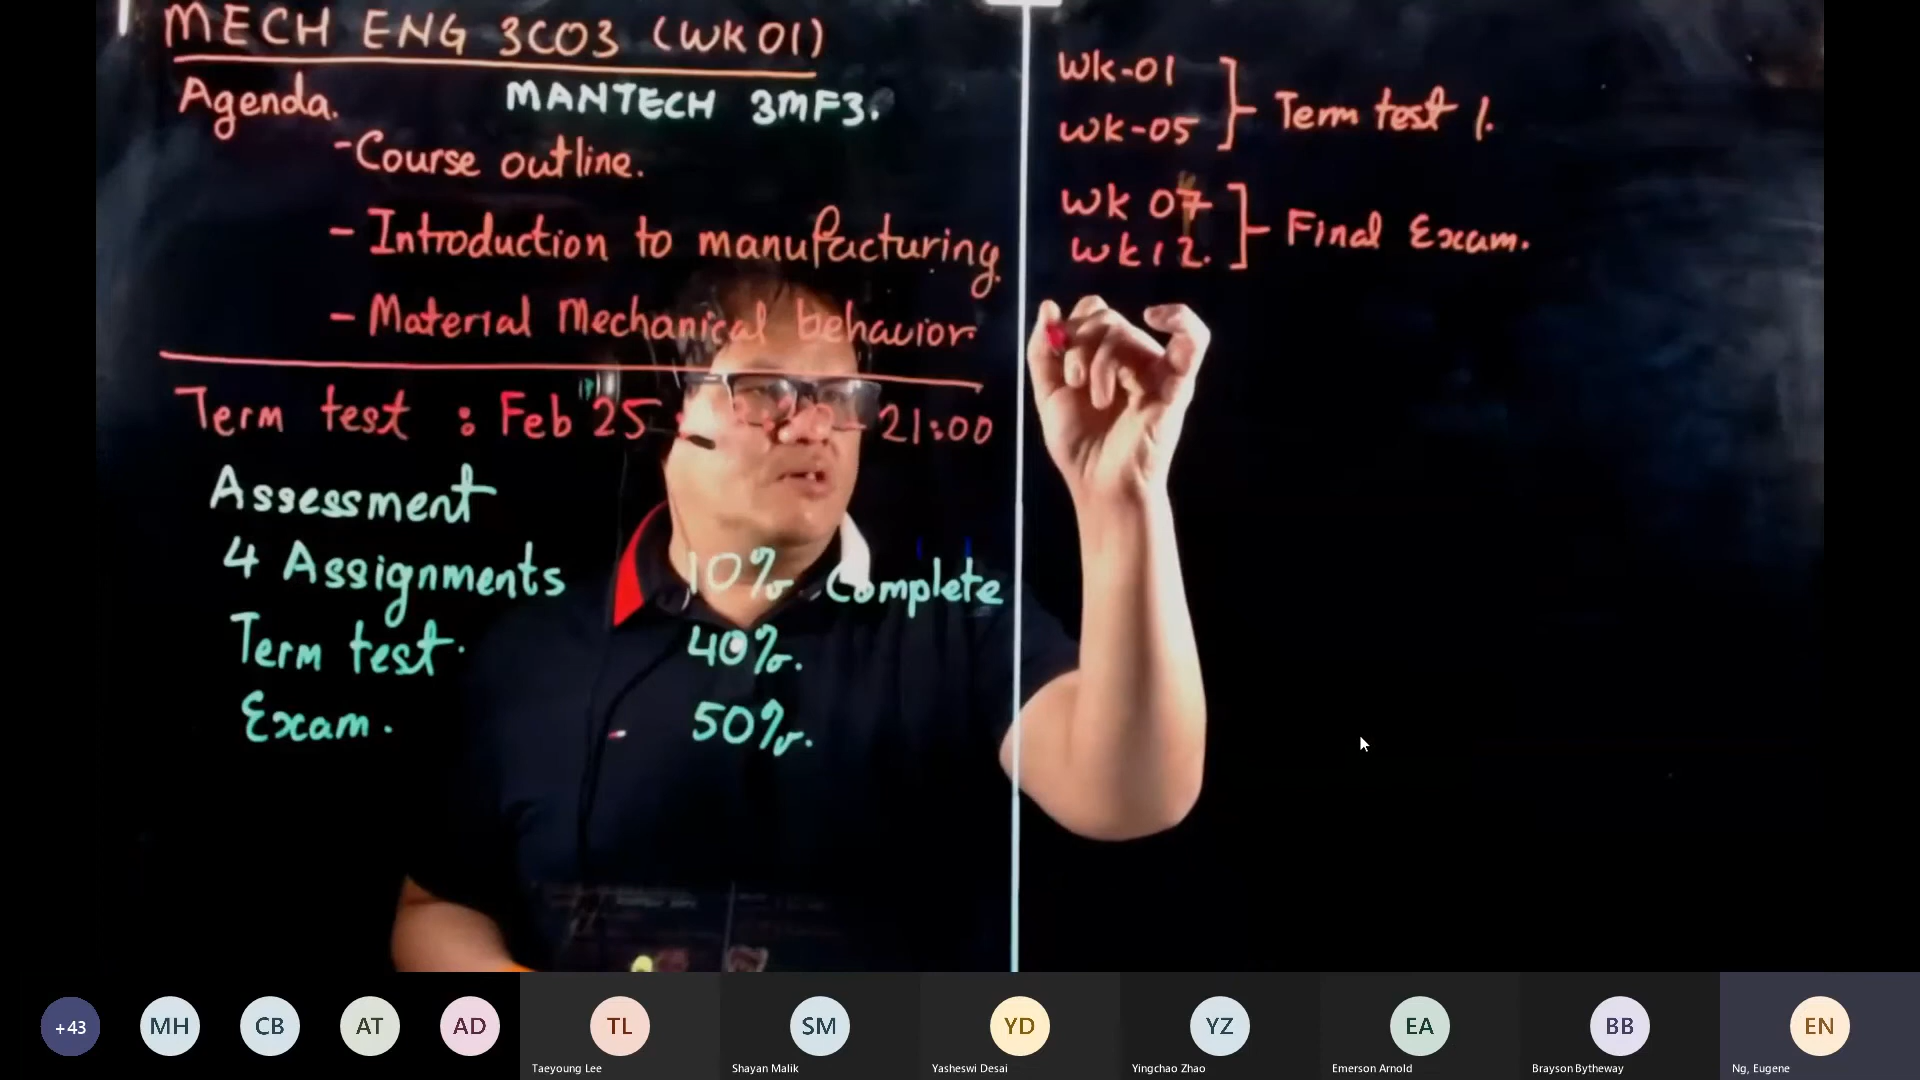 MECH ENG 3CO3 (WK 01)
Agenda.
MANTECH 3MF3.
- Course outline.
- Introduction to manufacturing.
- Material Mechanical behavior.
Term test : Feb 25 21:00
Assessment
4 Assignments 10% Complete
Term test. 40%.
Exam. 50%.
Wk-01
Wk-05
Term test 1.
Wk 07
Wk 12.
Final Exam.
+43
MH
CB
AT
AD
TL
Taeyoung Lee
SM
Shayan Malik
YD
Yasheswi Desai
YZ
Yingchao Zhao
EA
Emerson Arnold
BB
Brayson Bytheway
EN
Ng, Eugene